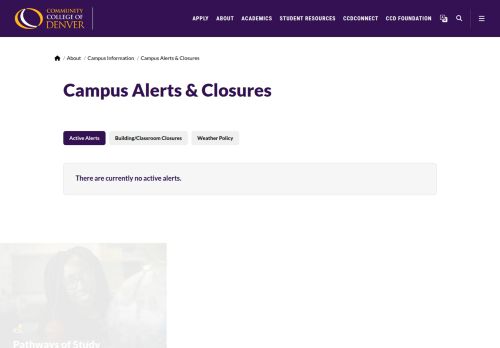 COMMUNITY
COLLEGE OF
DENVER
APPLY ABOUT ACADEMICS STUDENT RESOURCES CCDCONNECT CCD FOUNDATION
/ About / Campus Information / Campus Alerts & Closures
Campus Alerts & Closures
Active Alerts Building/Classroom Closures Weather Policy
There are currently no active alerts.
Pathways of Study